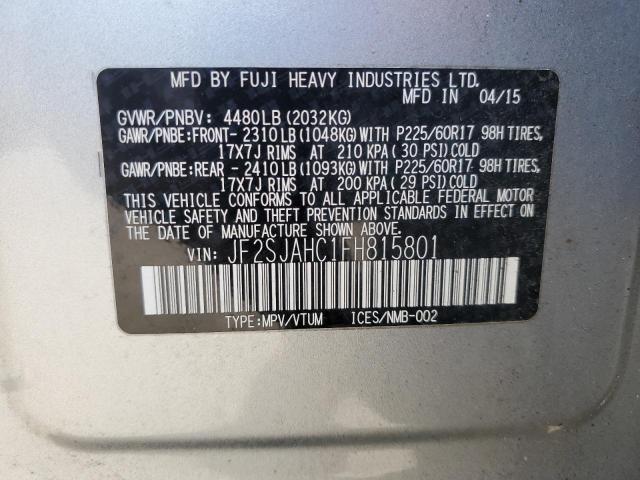 MFD BY FUJI HEAVY INDUSTRIES LTD.
MFD IN 04/15
GVWR/PNBV: 4480LB(2032KG)
GAWR/PNBE:FRONT- 2310LB(1048KG)WITH P225/60R17 98H TIRES,
17X7J RIMS AT 210 KPA ( 30 PSI)COLD
GAWR/PNBE:REAR - 2410LB(1093KG)WITH P225/60R17 98H TIRES,
17X7J RIMS AT 200 KPA ( 29 PSI)COLD
THIS VEHICLE CONFORMS TO ALL APPLICABLE FEDERAL MOTOR
VEHICLE SAFETY AND THEFT PREVENTION STANDARDS IN EFFECT ON
THE DATE OF MANUFACTURE SHOWN ABOVE.
VIN: JF2SJAHC1FH815801
TYPE:MPV/VTUM ICES/NMB-002